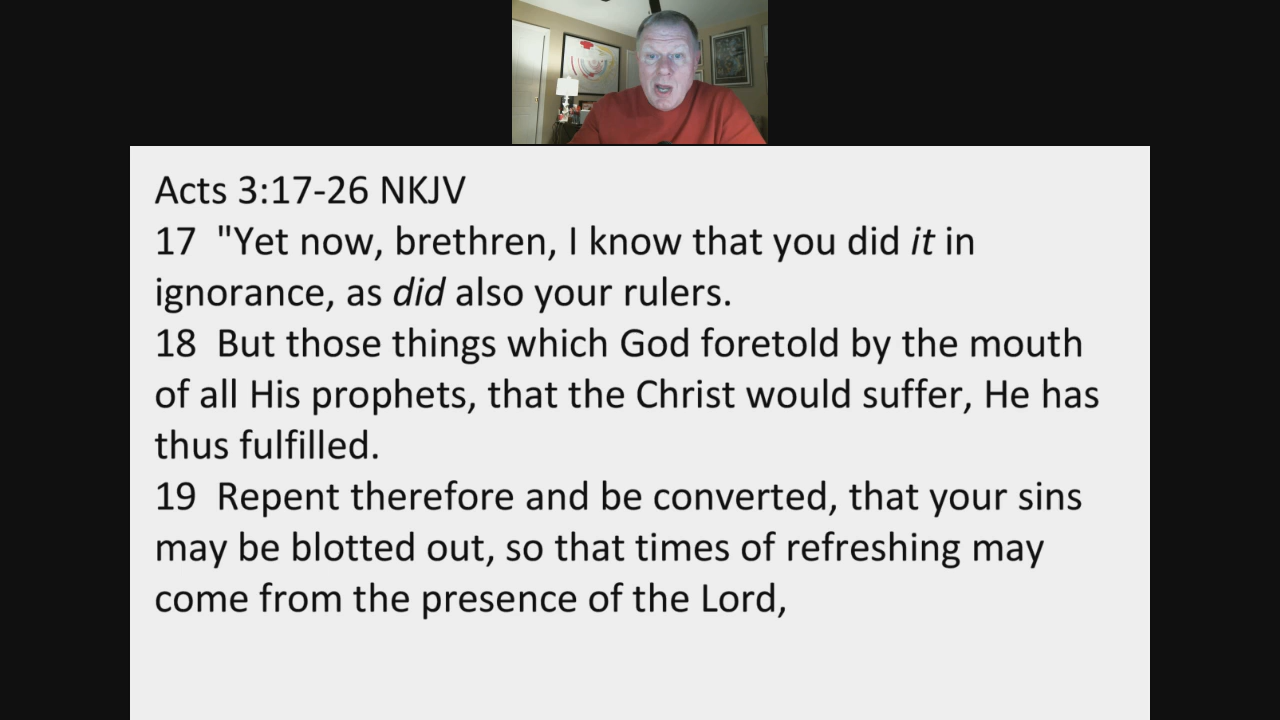 Acts 3:17-26 NKJV
17  "Yet now, brethren, I know that you did it in
ignorance, as did also your rulers.
18  But those things which God foretold by the mouth
of all His prophets, that the Christ would suffer, He has
thus fulfilled.
19  Repent therefore and be converted, that your sins
may be blotted out, so that times of refreshing may
come from the presence of the Lord,